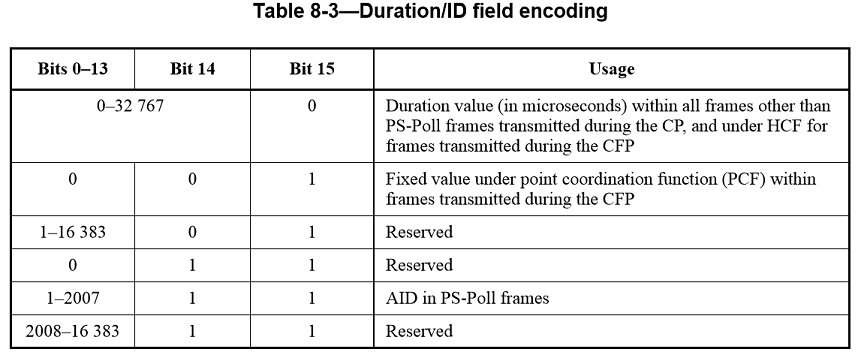 Table 8-3—Duration/ID field encoding
Bits 0–13 Bit 14 Bit 15 Usage
0–32 767 0 Duration value (in microseconds) within all frames other than
PS-Poll frames transmitted during the CP, and under HCF for
frames transmitted during the CFP
0 0 1 Fixed value under point coordination function (PCF) within
frames transmitted during the CFP
1–16 383 0 1 Reserved
0 1 1 Reserved
1–2007 1 1 AID in PS-Poll frames
2008–16 383 1 1 Reserved